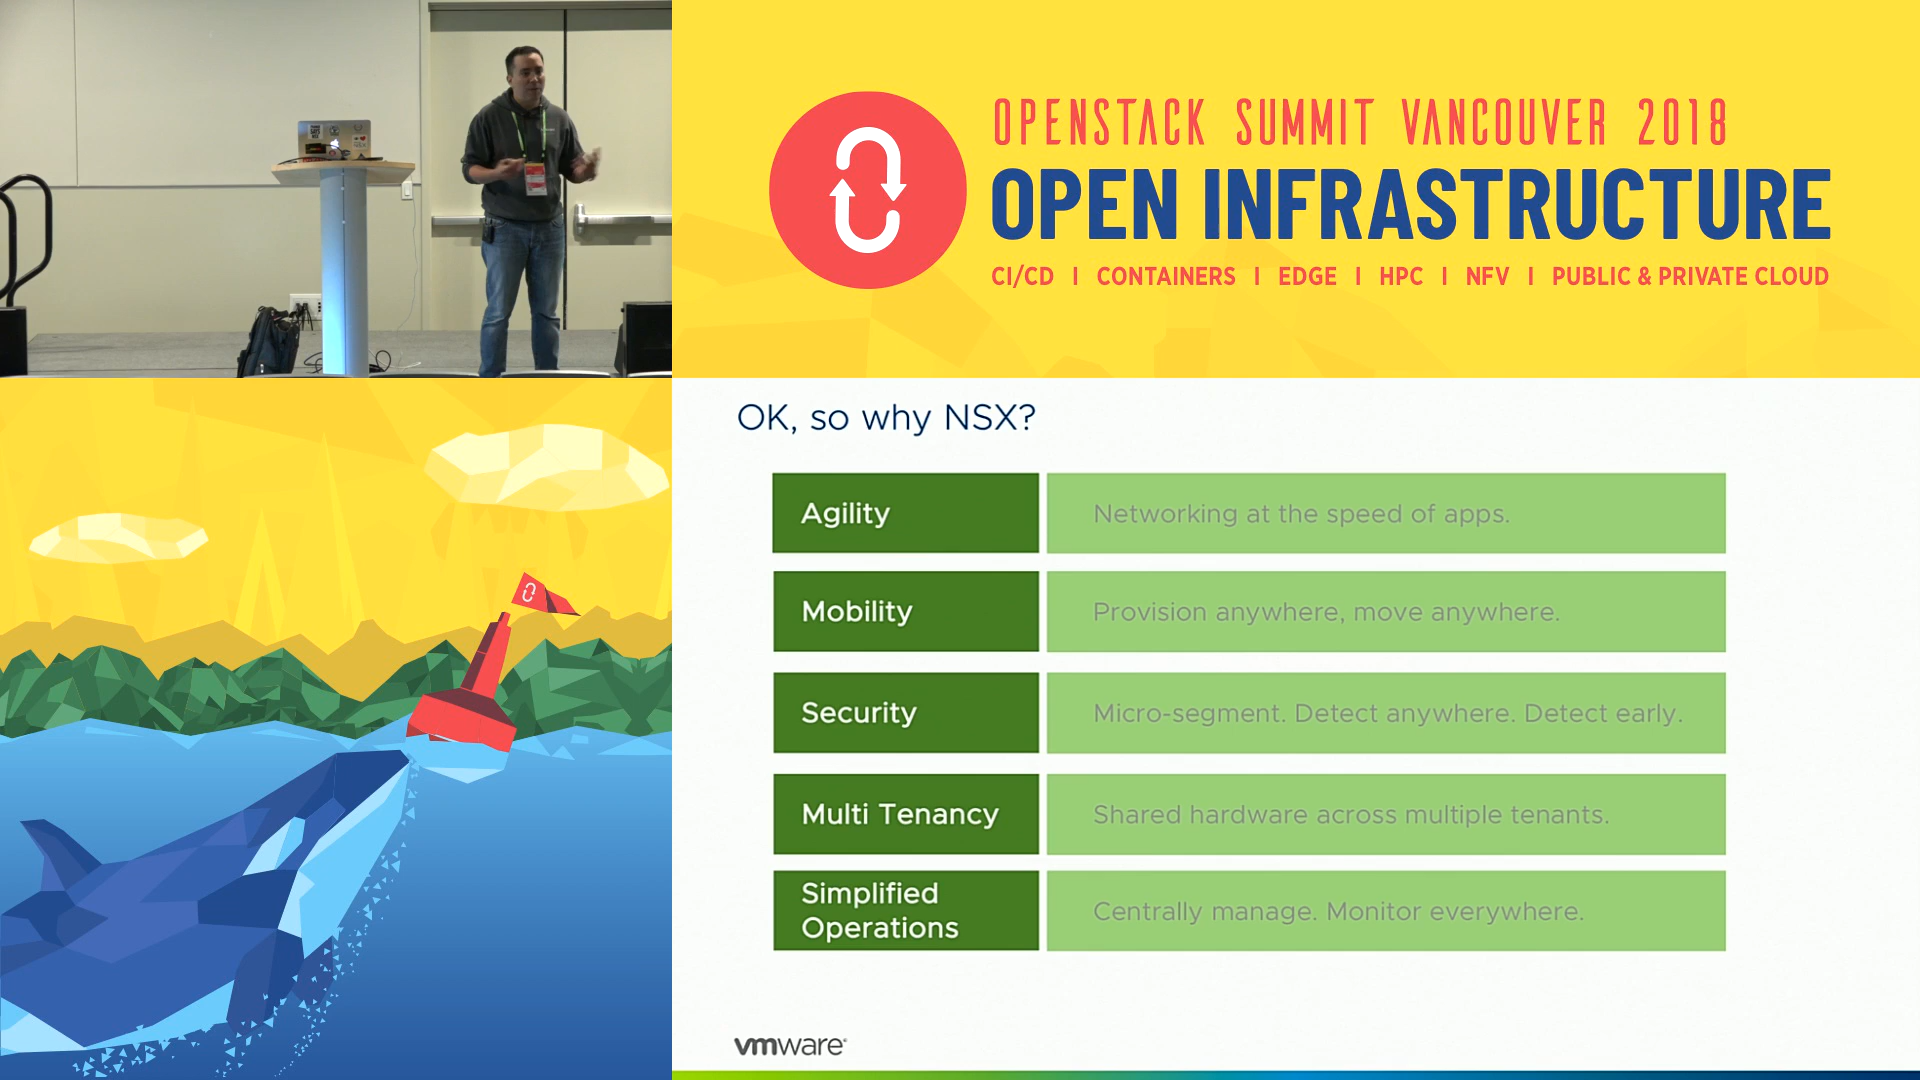 OPENSTACK SUMMIT VANCOUVER 2018
OPEN INFRASTRUCTURE
CI/CD | CONTAINERS | EDGE | HPC | NFV | PUBLIC & PRIVATE CLOUD
OK, so why NSX?
Agility
Networking at the speed of apps.
Mobility
Provision anywhere, move anywhere.
Security
Micro-segment. Detect anywhere. Detect early.
Multi Tenancy
Shared hardware across multiple tenants.
Simplified
Operations
Centrally manage. Monitor everywhere.
vmware